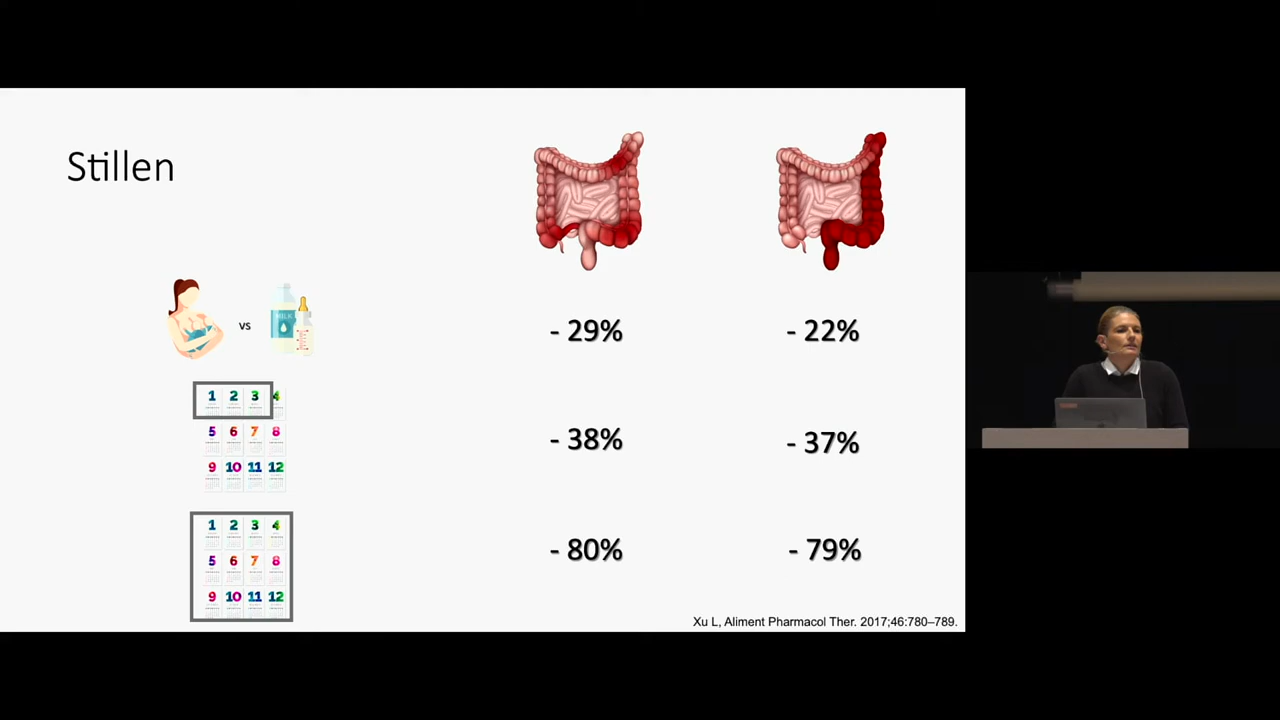 Stillen
vs
MILK
- 29%
- 22%
1 2 3 4
5 6 7 8
9 10 11 12
- 38%
- 37%
1 2 3 4
5 6 7 8
9 10 11 12
- 80%
- 79%
Xu L, Aliment Pharmacol Ther. 2017;46:780–789.